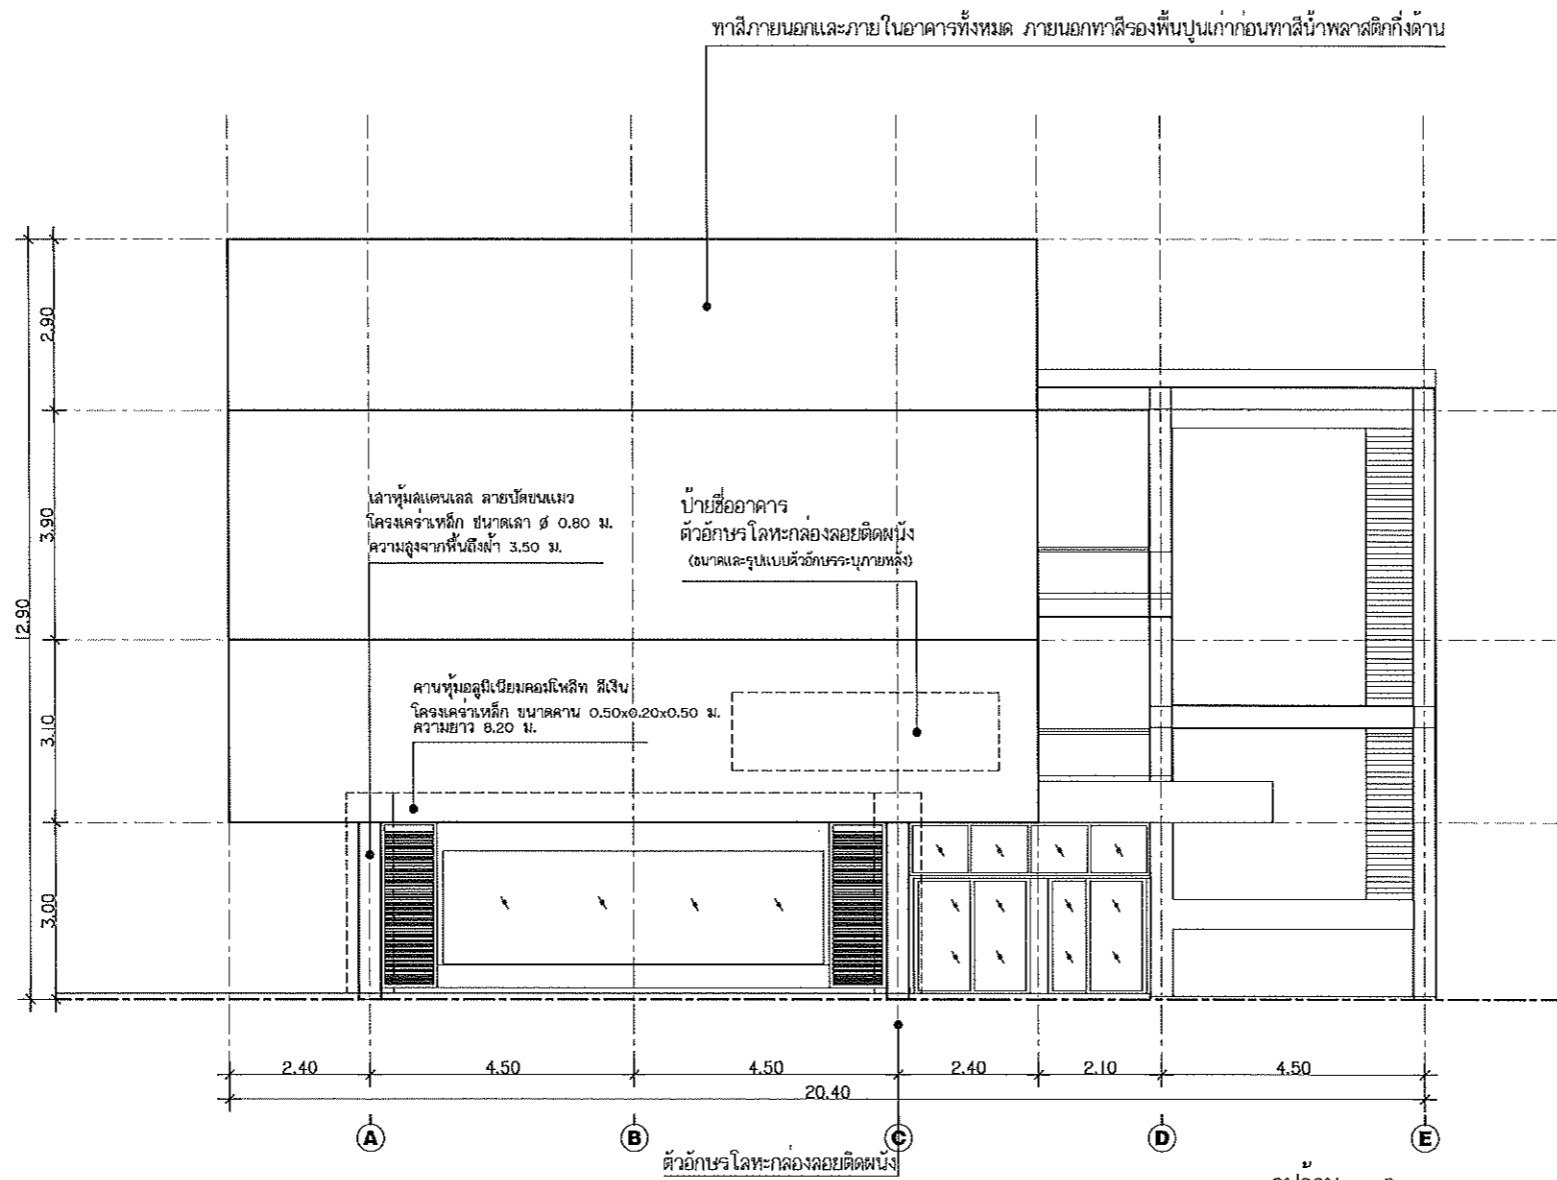 ทาสีภายนอกและภายในอาคารทั้งหมด ภายนอกทาสีรองพื้นปูนเก่าก่อนทาสีน้ำพลาสติกกึ่งด้าน
2.90
3.90
12.90
3.10
3.00
เสาหุ้มสแตนเลส ลายปัดขนแมว
โครงเคร่าเหล็ก ขนาดเสา ø 0.80 ม.
ความสูงจากพื้นถึงฝ้า 3.50 ม.
ป้ายชื่ออาคาร
ตัวอักษรโลหะกล่องลอยติดผนัง
(ขนาดและรูปแบบตัวอักษรระบุภายหลัง)
คานหุ้มอลูมิเนียมคอมโพสิท สีเงิน
โครงเคร่าเหล็ก ขนาดคาน 0.50x0.20x0.50 ม.
ความยาว 8.20 ม.
2.40 4.50 4.50 2.40 2.10 4.50
20.40
A B C D E
ตัวอักษรโลหะกล่องลอยติดผนัง